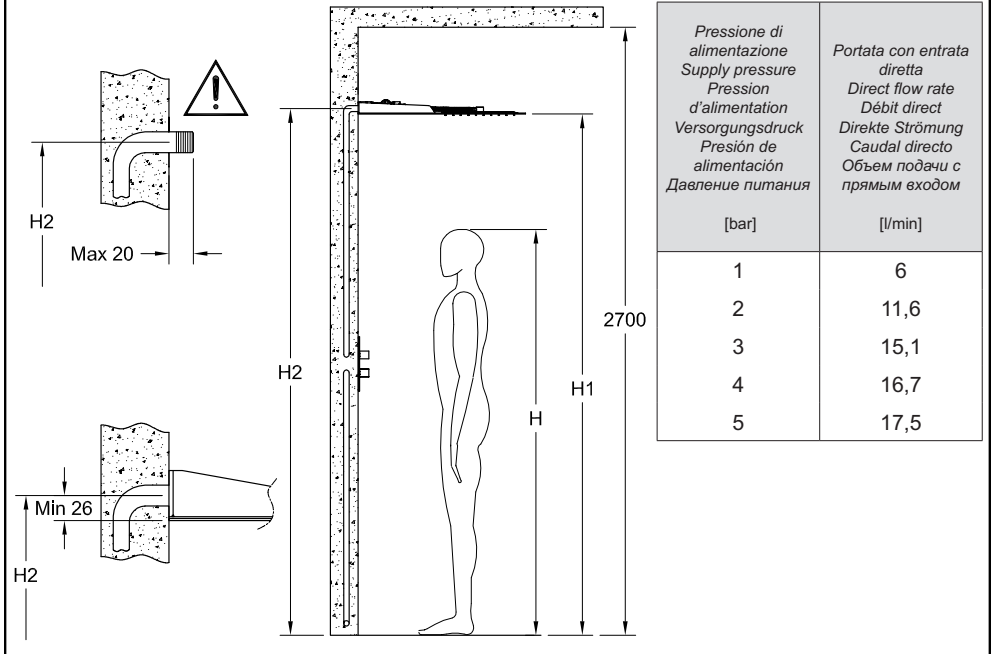 H2
Max 20
Min 26
H2
H2
H
H1
2700
Pressione di
alimentazione
Supply pressure
Pression
d'alimentation
Versorgungsdruck
Presión de
alimentación
Давление питания
[bar]
Portata con entrata
diretta
Direct flow rate
Débit direct
Direkte Strömung
Caudal directo
Объем подачи с
прямым входом
[l/min]
1 6
2 11,6
3 15,1
4 16,7
5 17,5